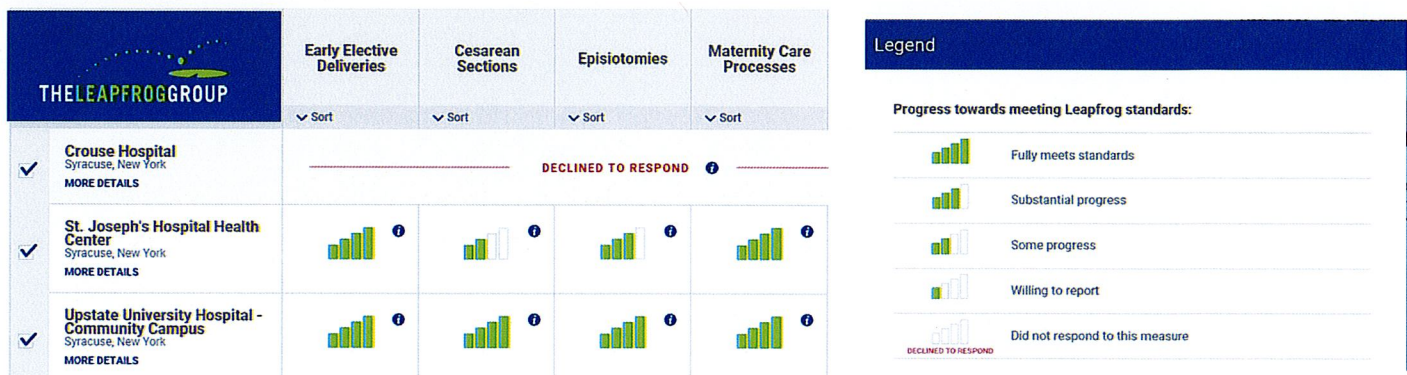 THELEAPFROGGROUP
Early Elective
Deliveries
Cesarean
Sections
Episiotomies
Maternity Care
Processes
Sort
Sort
Sort
Sort
Crouse Hospital
Syracuse, New York
MORE DETAILS
DECLINED TO RESPOND
St. Joseph's Hospital Health
Center
Syracuse, New York
MORE DETAILS
Upstate University Hospital -
Community Campus
Syracuse, New York
MORE DETAILS
Legend
Progress towards meeting Leapfrog standards:
Fully meets standards
Substantial progress
Some progress
Willing to report
DECLINED TO RESPOND
Did not respond to this measure